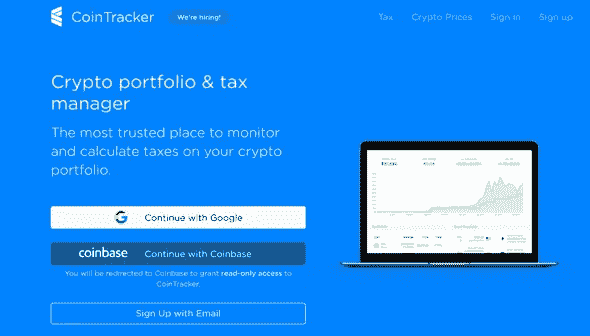 CoinTracker We're hiring! Tax Crypto Prices Sign in Sign up
Crypto portfolio & tax
manager
The most trusted place to monitor
and calculate taxes on your crypto
portfolio.
Continue with Google
coinbase Continue with Coinbase
You will be redirected to Coinbase to grant read-only access to
CoinTracker.
Sign Up with Email